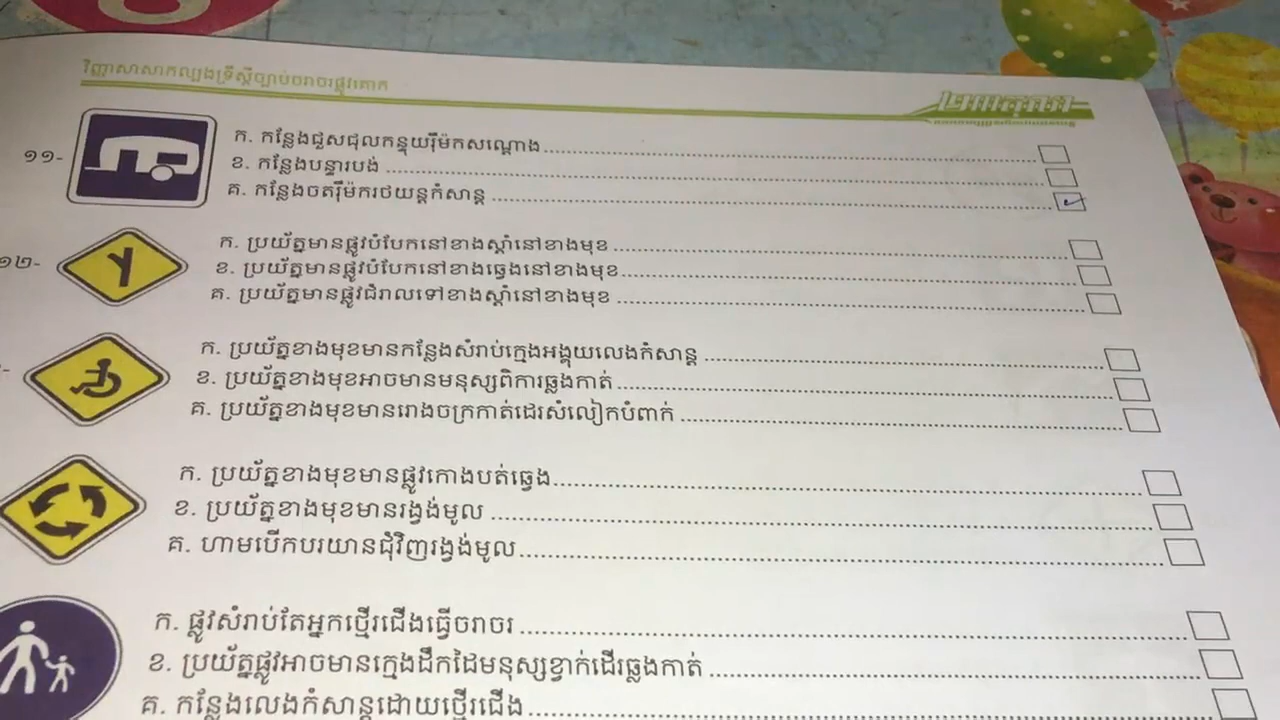 វិញ្ញាសាសាកល្បងទ្រឹស្តីច្បាប់ចរាចរផ្លូវគោក
១១-
ក. កន្លែងជួសជុលកន្ទុយរ៉ឺម៉កសណ្តោង
ខ. កន្លែងបន្ទារបង់
គ. កន្លែងចតរ៉ឺម៉ករថយន្តកំសាន្ត
១២-
ក. ប្រយ័ត្នមានផ្លូវបំបែកនៅខាងស្តាំនៅខាងមុខ
ខ. ប្រយ័ត្នមានផ្លូវបំបែកនៅខាងឆ្វេងនៅខាងមុខ
គ. ប្រយ័ត្នមានផ្លូវជំរាលទៅខាងស្តាំនៅខាងមុខ
ក. ប្រយ័ត្នខាងមុខមានកន្លែងសំរាប់ក្មេងអង្គុយលេងកំសាន្ត
ខ. ប្រយ័ត្នខាងមុខអាចមានមនុស្សពិការឆ្លងកាត់
គ. ប្រយ័ត្នខាងមុខមានរោងចក្រកាត់ដេរសំលៀកបំពាក់
ក. ប្រយ័ត្នខាងមុខមានផ្លូវកោងបត់ឆ្វេង
ខ. ប្រយ័ត្នខាងមុខមានរង្វង់មូល
គ. ហាមបើកបរយានជុំវិញរង្វង់មូល
ក. ផ្លូវសំរាប់តែអ្នកថ្មើរជើងធ្វើចរាចរ
ខ. ប្រយ័ត្នផ្លូវអាចមានក្មេងដឹកដៃមនុស្សខ្វាក់ដើរឆ្លងកាត់
គ. កន្លែងលេងកំសាន្តដោយថ្មើរជើង